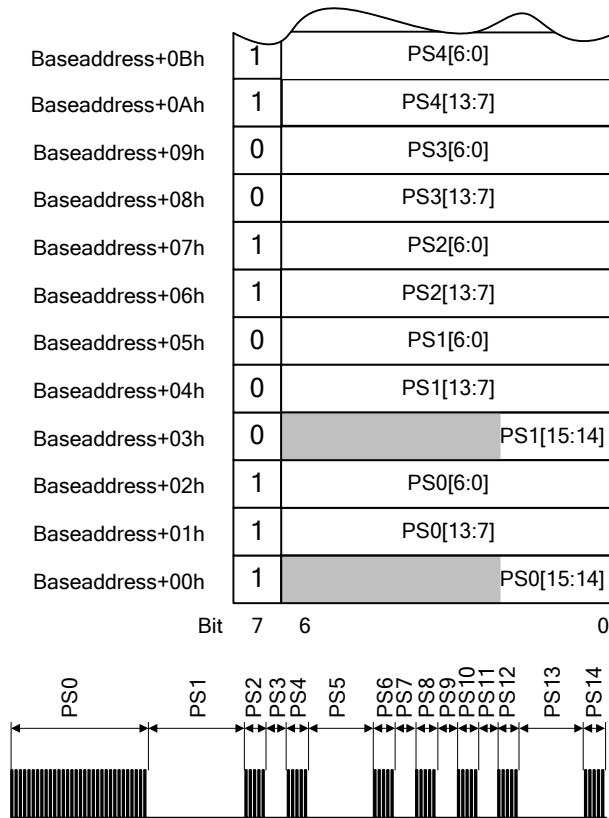 Baseaddress+0Bh 1 PS4[6:0]
Baseaddress+0Ah 1 PS4[13:7]
Baseaddress+09h 0 PS3[6:0]
Baseaddress+08h 0 PS3[13:7]
Baseaddress+07h 1 PS2[6:0]
Baseaddress+06h 1 PS2[13:7]
Baseaddress+05h 0 PS1[6:0]
Baseaddress+04h 0 PS1[13:7]
Baseaddress+03h 0 PS1[15:14]
Baseaddress+02h 1 PS0[6:0]
Baseaddress+01h 1 PS0[13:7]
Baseaddress+00h 1 PS0[15:14]
Bit 7 6 0
PS0 PS1 PS2 PS3 PS4 PS5 PS6 PS7 PS8 PS9 PS10 PS11 PS12 PS13 PS14